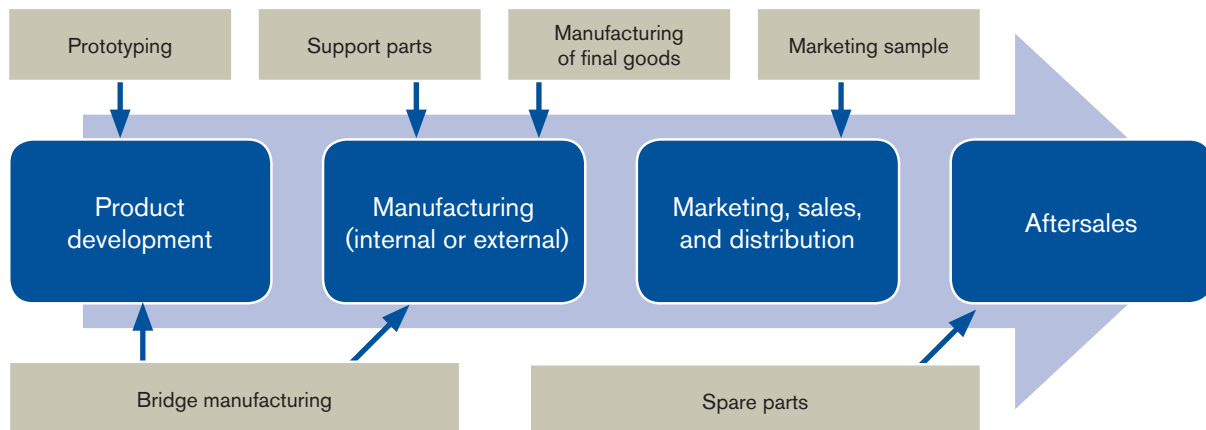 Prototyping
Support parts
Manufacturing
of final goods
Marketing sample
Product
development
Manufacturing
(internal or external)
Marketing, sales,
and distribution
Aftersales
Bridge manufacturing
Spare parts